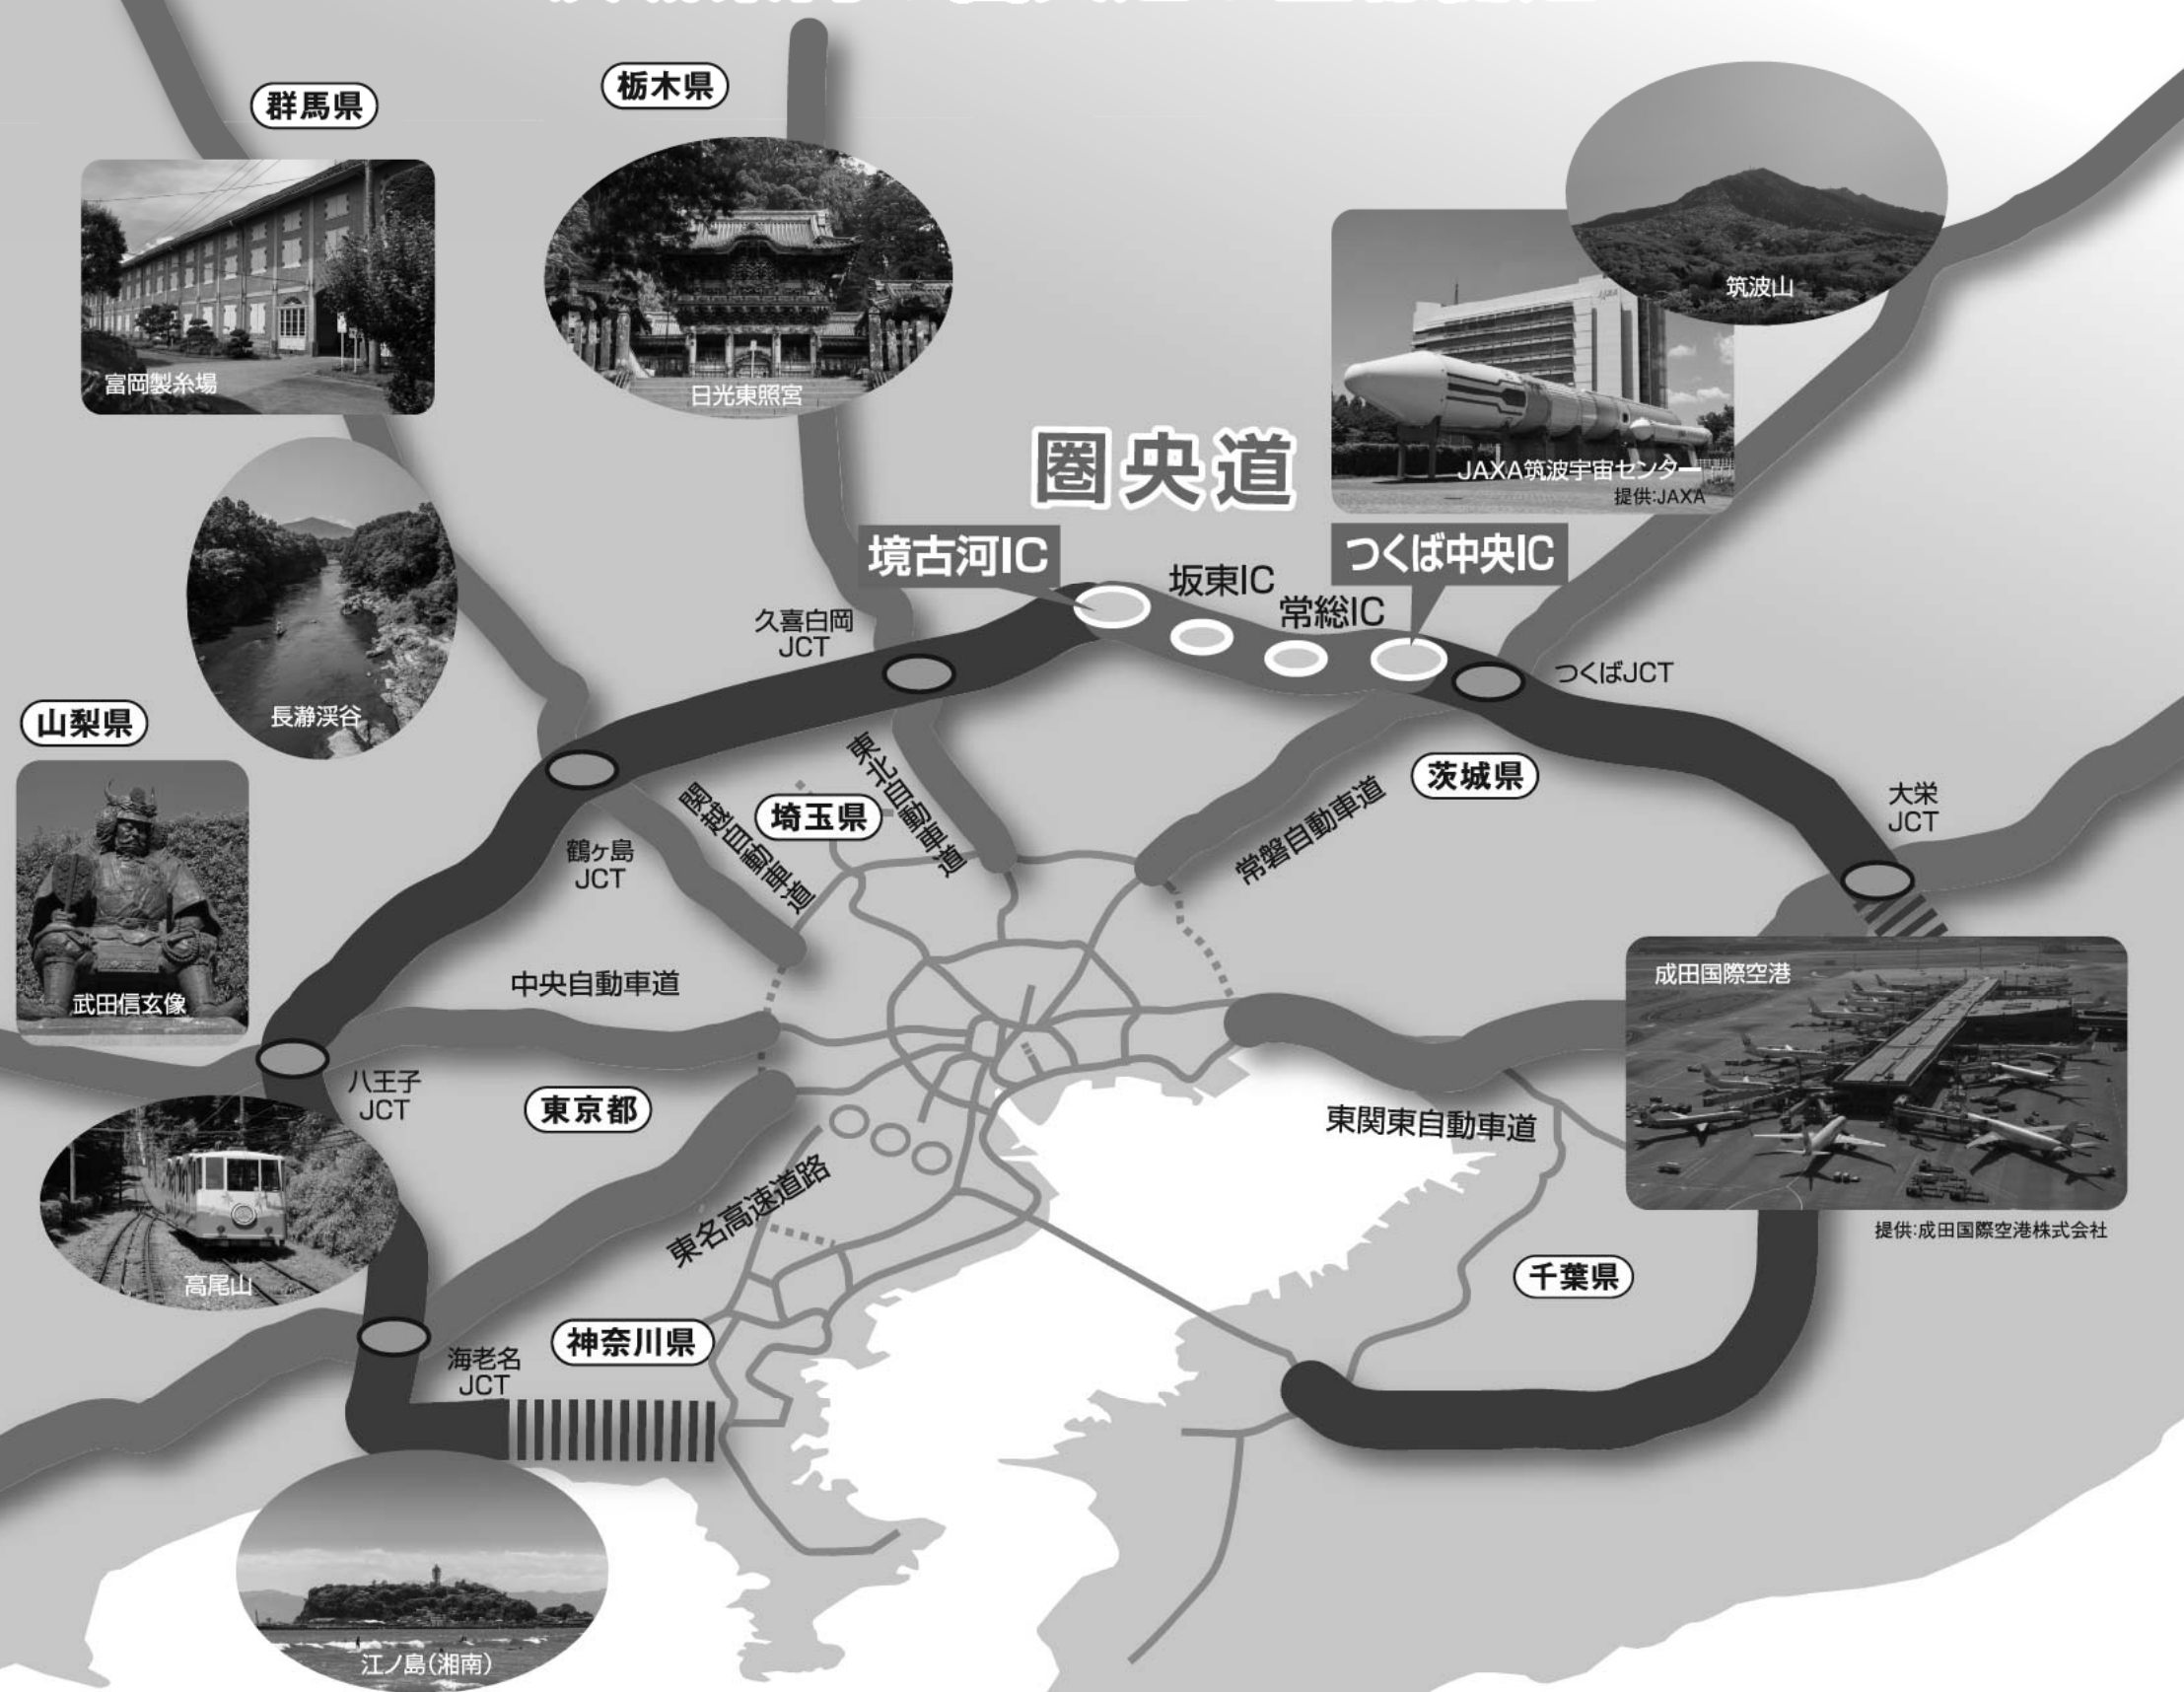 群馬県
栃木県
富岡製糸場
日光東照宮
筑波山
JAXA筑波宇宙センター
提供:JAXA
圏央道
境古河IC
坂東IC
常総IC
つくば中央IC
久喜白岡
JCT
つくばJCT
長瀞渓谷
山梨県
武田信玄像
鶴ヶ島
JCT
関越自動車道
埼玉県
東北自動車道
常磐自動車道
茨城県
大栄
JCT
中央自動車道
成田国際空港
提供:成田国際空港株式会社
八王子
JCT
東京都
東関東自動車道
東名高速道路
高尾山
千葉県
海老名
JCT
神奈川県
江ノ島(湘南)